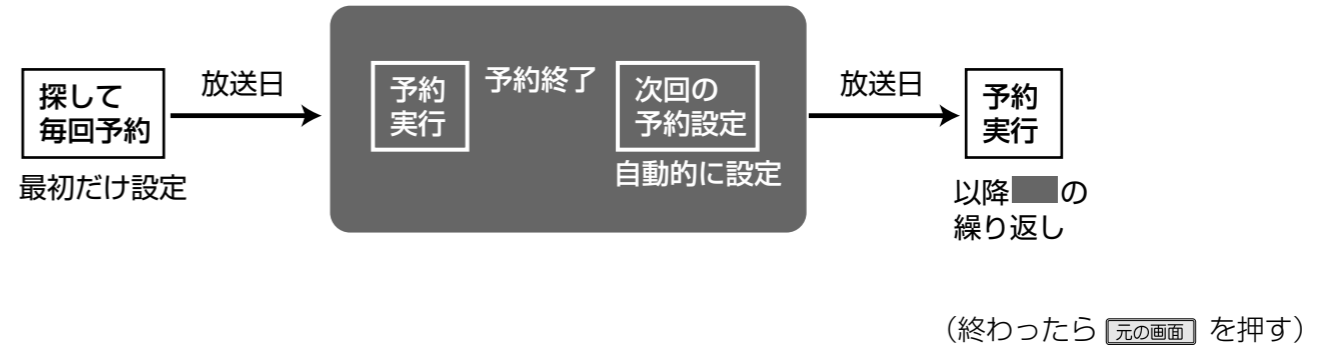 探して
毎回予約
最初だけ設定
放送日
予約
実行
予約終了
次回の
予約設定
自動的に設定
放送日
予約
実行
以降 の
繰り返し
（終わったら 元の画面 を押す）